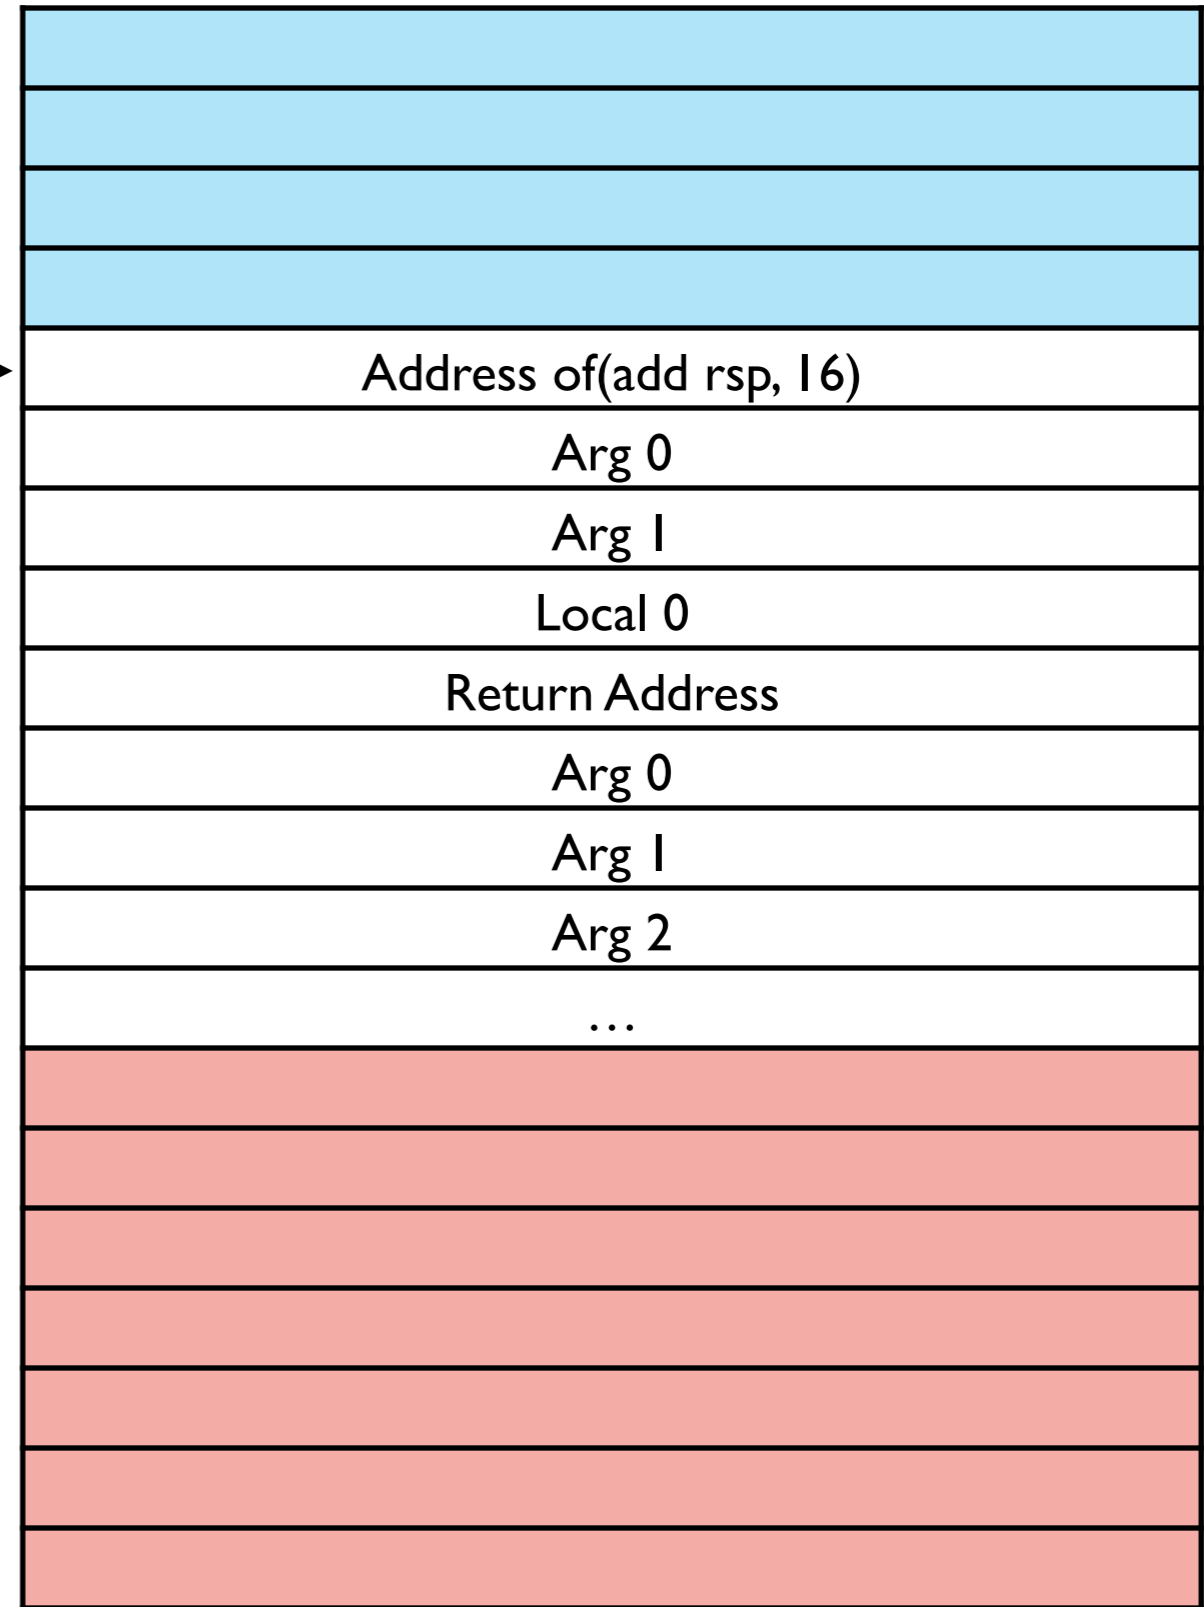 Address of(add rsp, 16)
Arg 0
Arg 1
Local 0
Return Address
Arg 0
Arg 1
Arg 2
…